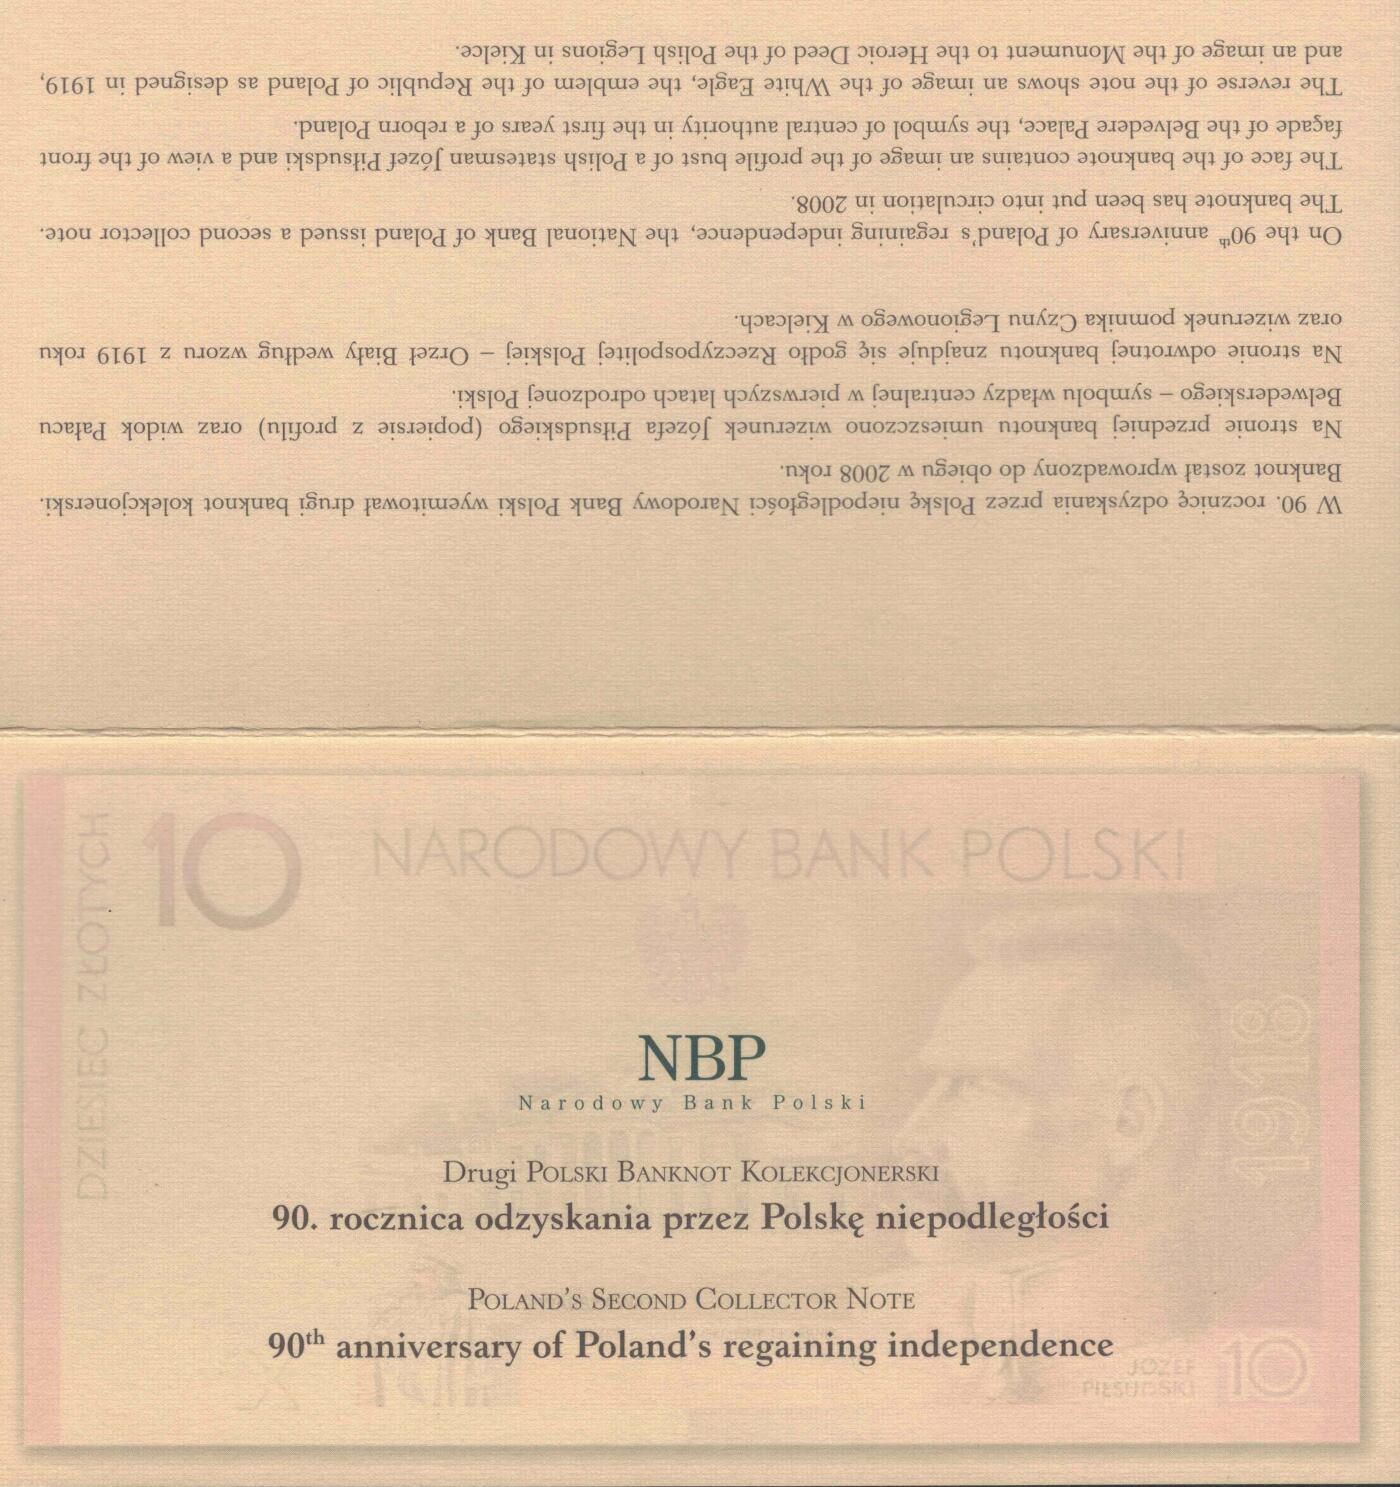 W 90. rocznicę odzyskania przez Polskę niepodległości Narodowy Bank Polski wyemitował drugi banknot kolekcjonerski.
Banknot został wprowadzony do obiegu w 2008 roku.
Na stronie przedniej banknotu umieszczono wizerunek Józefa Piłsudskiego (popiersie z profilu) oraz widok Pałacu
Belwederskiego – symbolu władzy centralnej w pierwszych latach odrodzonej Polski.
Na stronie odwrotnej banknotu znajduje się godło Rzeczypospolitej Polskiej – Orzeł Biały według wzoru z 1919 roku
oraz wizerunek pomnika Czynu Legionowego w Kielcach.
On the 90th anniversary of Poland's regaining independence, the National Bank of Poland issued a second collector note.
The banknote has been put into circulation in 2008.
The face of the banknote contains an image of the profile bust of a Polish statesman Józef Piłsudski and a view of the front
façade of the Belvedere Palace, the symbol of central authority in the first years of a reborn Poland.
The reverse of the note shows an image of the White Eagle, the emblem of the Republic of Poland as designed in 1919,
and an image of the Monument to the Heroic Deed of the Polish Legions in Kielce.
10
NARODOWY BANK POLSKI
DZIESIĘĆ ZŁOTYCH
1918
NBP
Narodowy Bank Polski
Drugi Polski Banknot Kolekcjonerski
90. rocznica odzyskania przez Polskę niepodległości
Poland's Second Collector Note
90th anniversary of Poland's regaining independence
JÓZEF
PIŁSUDSKI
10